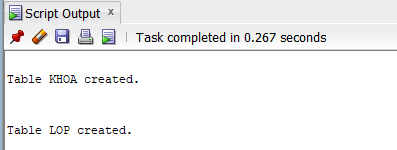 Script Output x
Task completed in 0.267 seconds
Table KHOA created.
Table LOP created.